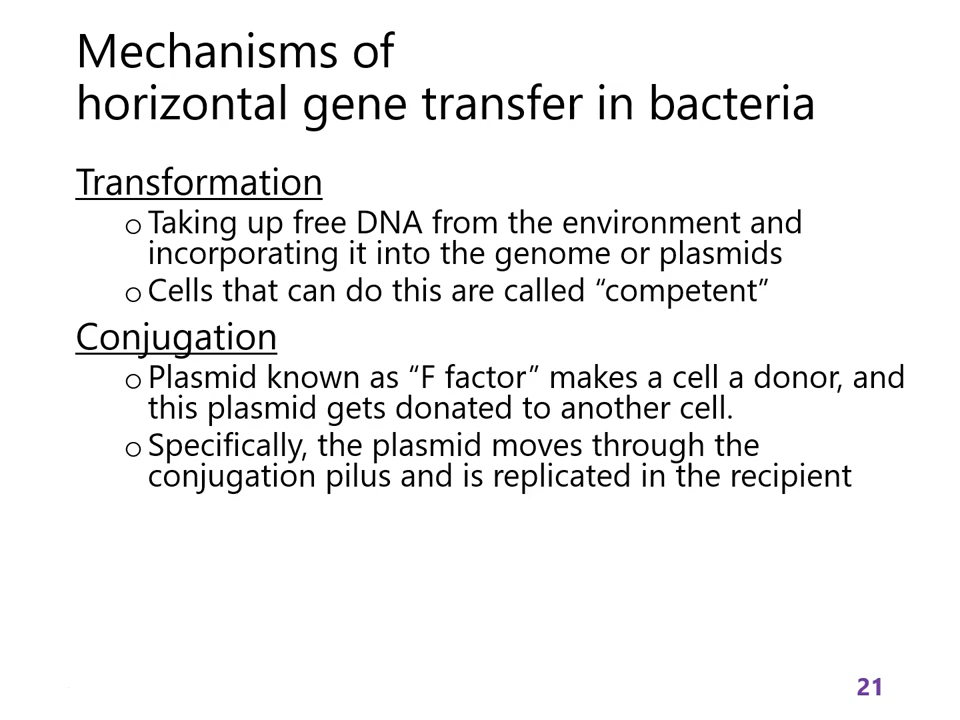 Mechanisms of
horizontal gene transfer in bacteria
Transformation
o Taking up free DNA from the environment and
incorporating it into the genome or plasmids
o Cells that can do this are called “competent”
Conjugation
o Plasmid known as “F factor” makes a cell a donor, and
this plasmid gets donated to another cell.
o Specifically, the plasmid moves through the
conjugation pilus and is replicated in the recipient
21